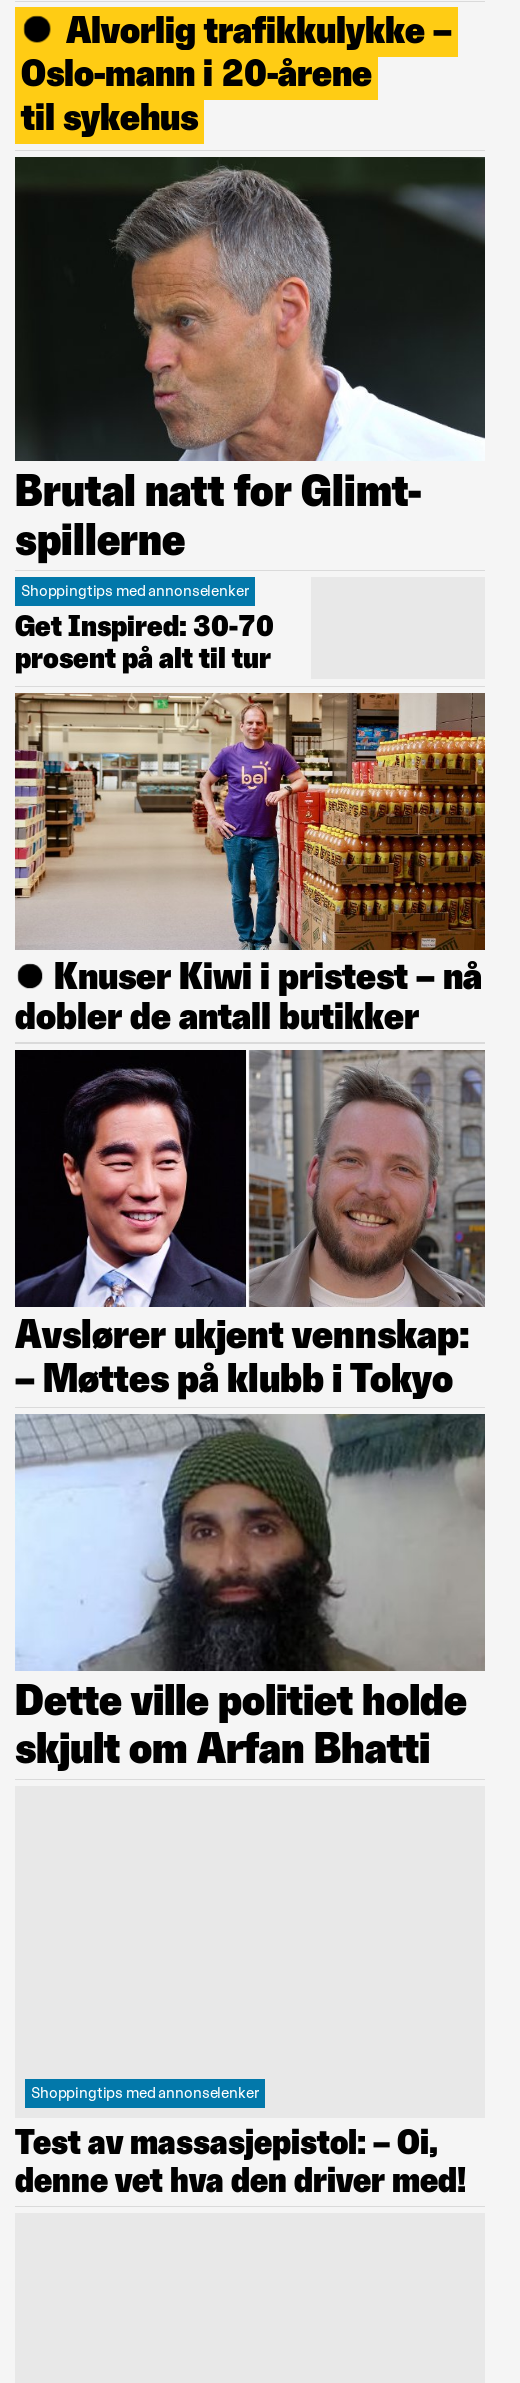 ● Alvorlig trafikkulykke –
Oslo-mann i 20-årene
til sykehus
Brutal natt for Glimt-
spillerne
Shoppingtips med annonselenker
Get Inspired: 30-70
prosent på alt til tur
bel
● Knuser Kiwi i pristest – nå
dobler de antall butikker
Avslører ukjent vennskap:
– Møttes på klubb i Tokyo
Dette ville politiet holde
skjult om Arfan Bhatti
Shoppingtips med annonselenker
Test av massasjepistol: – Oi,
denne vet hva den driver med!